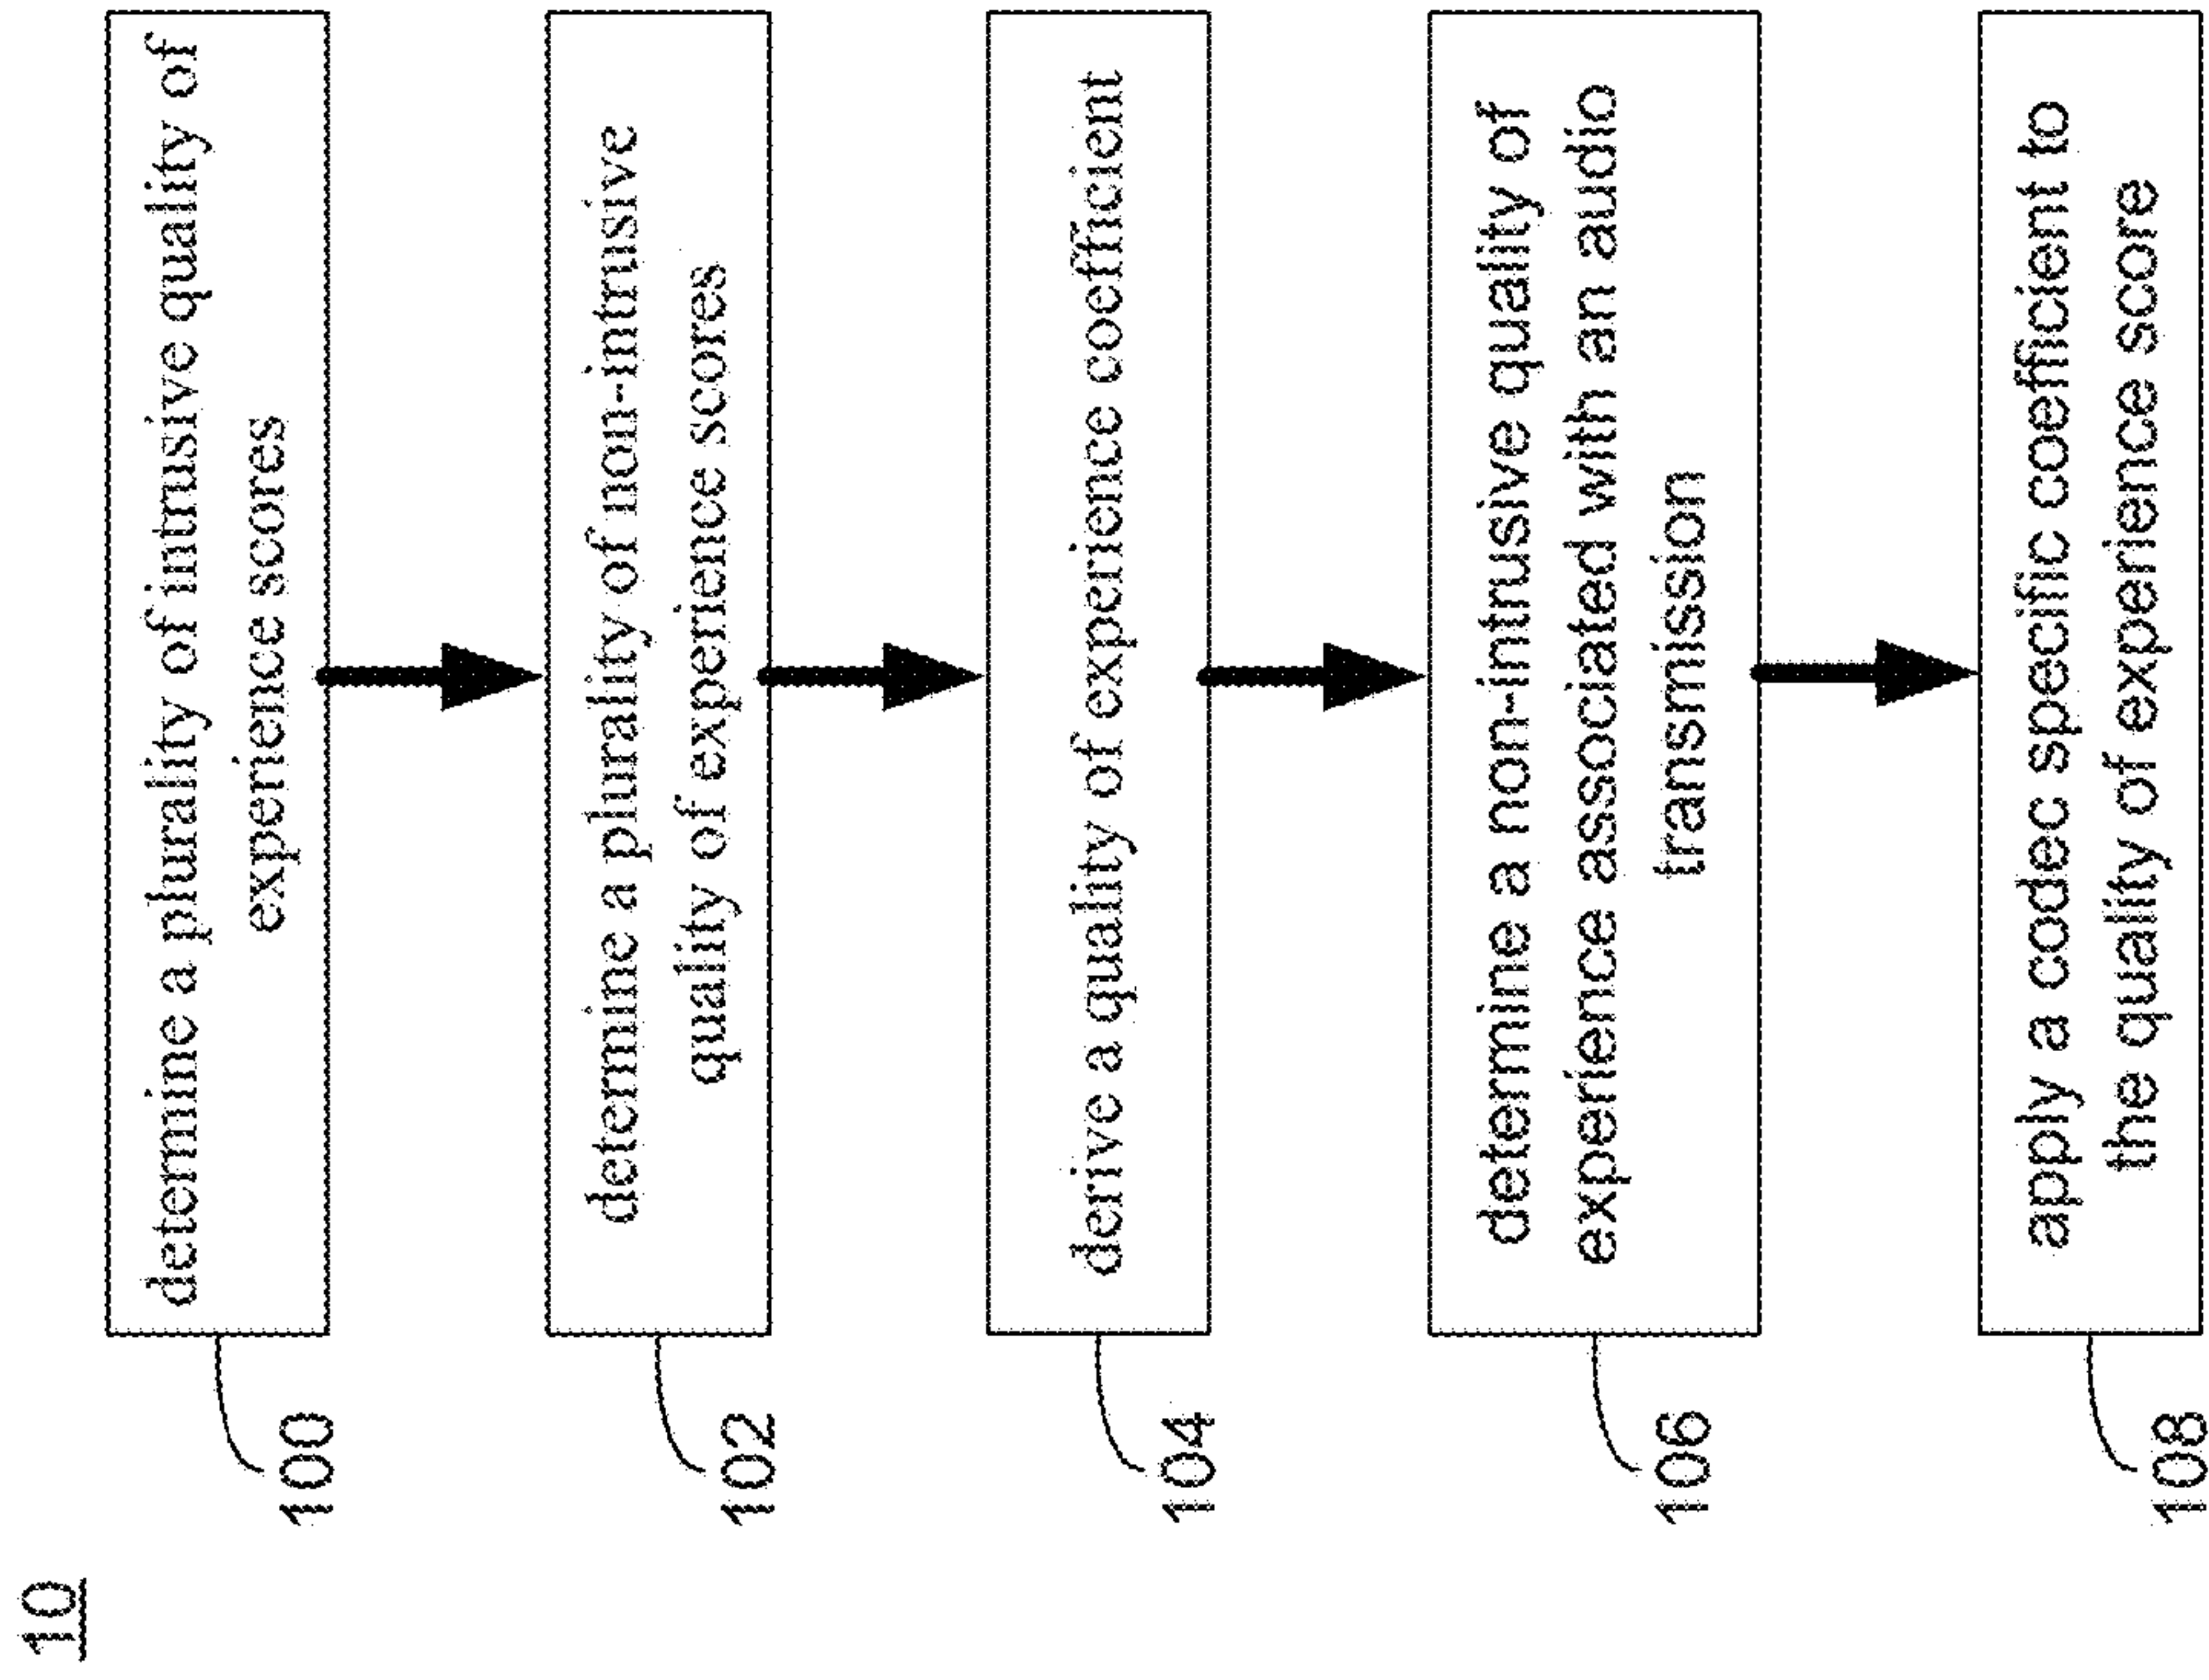 10
100
determine a plurality of intrusive quality of
experience scores
102
determine a plurality of non-intrusive
quality of experience scores
104
derive a quality of experience coefficient
106
determine a non-intrusive quality of
experience associated with an audio
transmission
108
apply a codec specific coefficient to
the quality of experience score